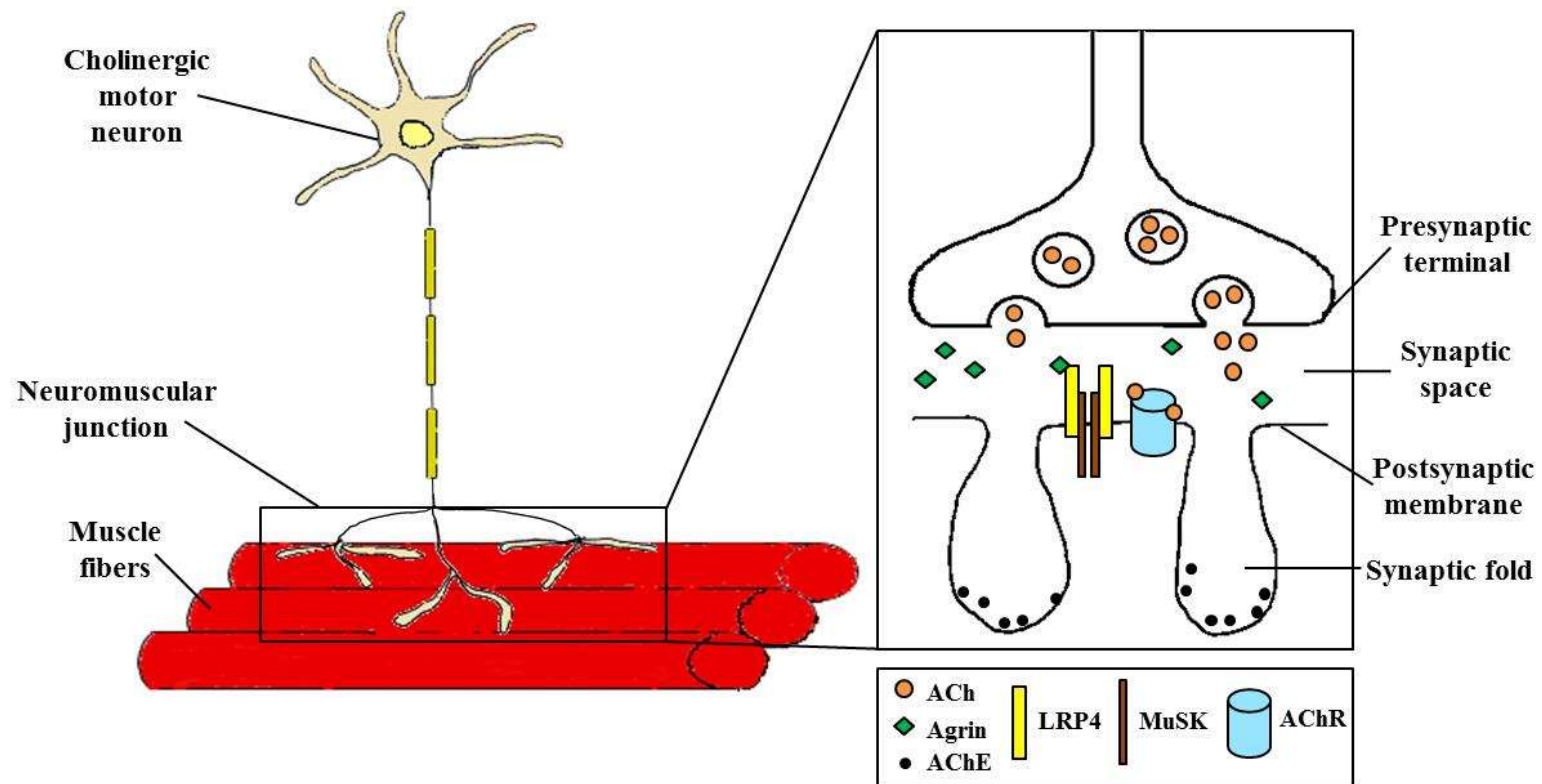 Cholinergic
motor
neuron
Neuromuscular
junction
Muscle
fibers
Presynaptic
terminal
Synaptic
space
Postsynaptic
membrane
Synaptic fold
ACh
Agrin
AChE
LRP4
MuSK
AChR